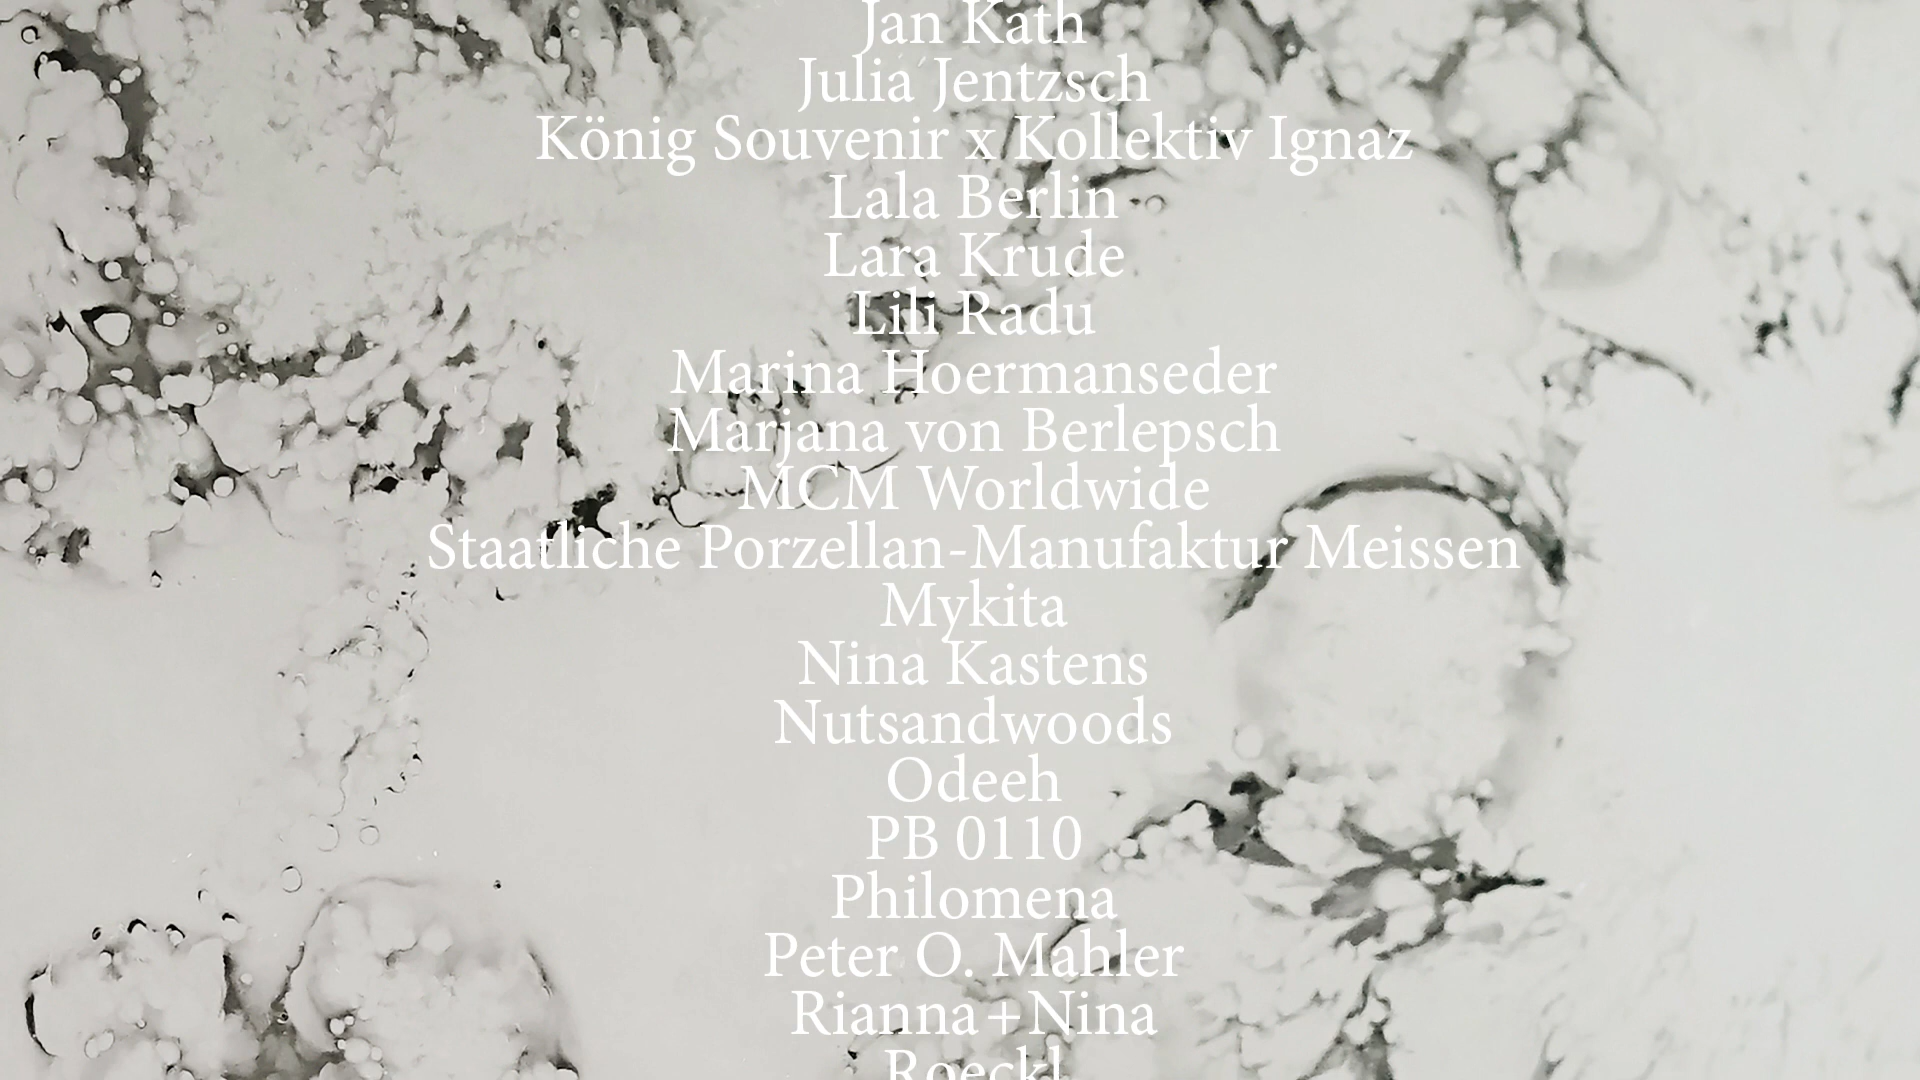 Jan Kath
Julia Jentzsch
König Souvenir x Kollektiv Ignaz
Lala Berlin
Lara Krude
Lili Radu
Marina Hoermanseder
Marjana von Berlepsch
MCM Worldwide
Staatliche Porzellan-Manufaktur Meissen
Mykita
Nina Kastens
Nutsandwoods
Odeeh
PB 0110
Philomena
Peter O. Mahler
Rianna+Nina
Roeckl